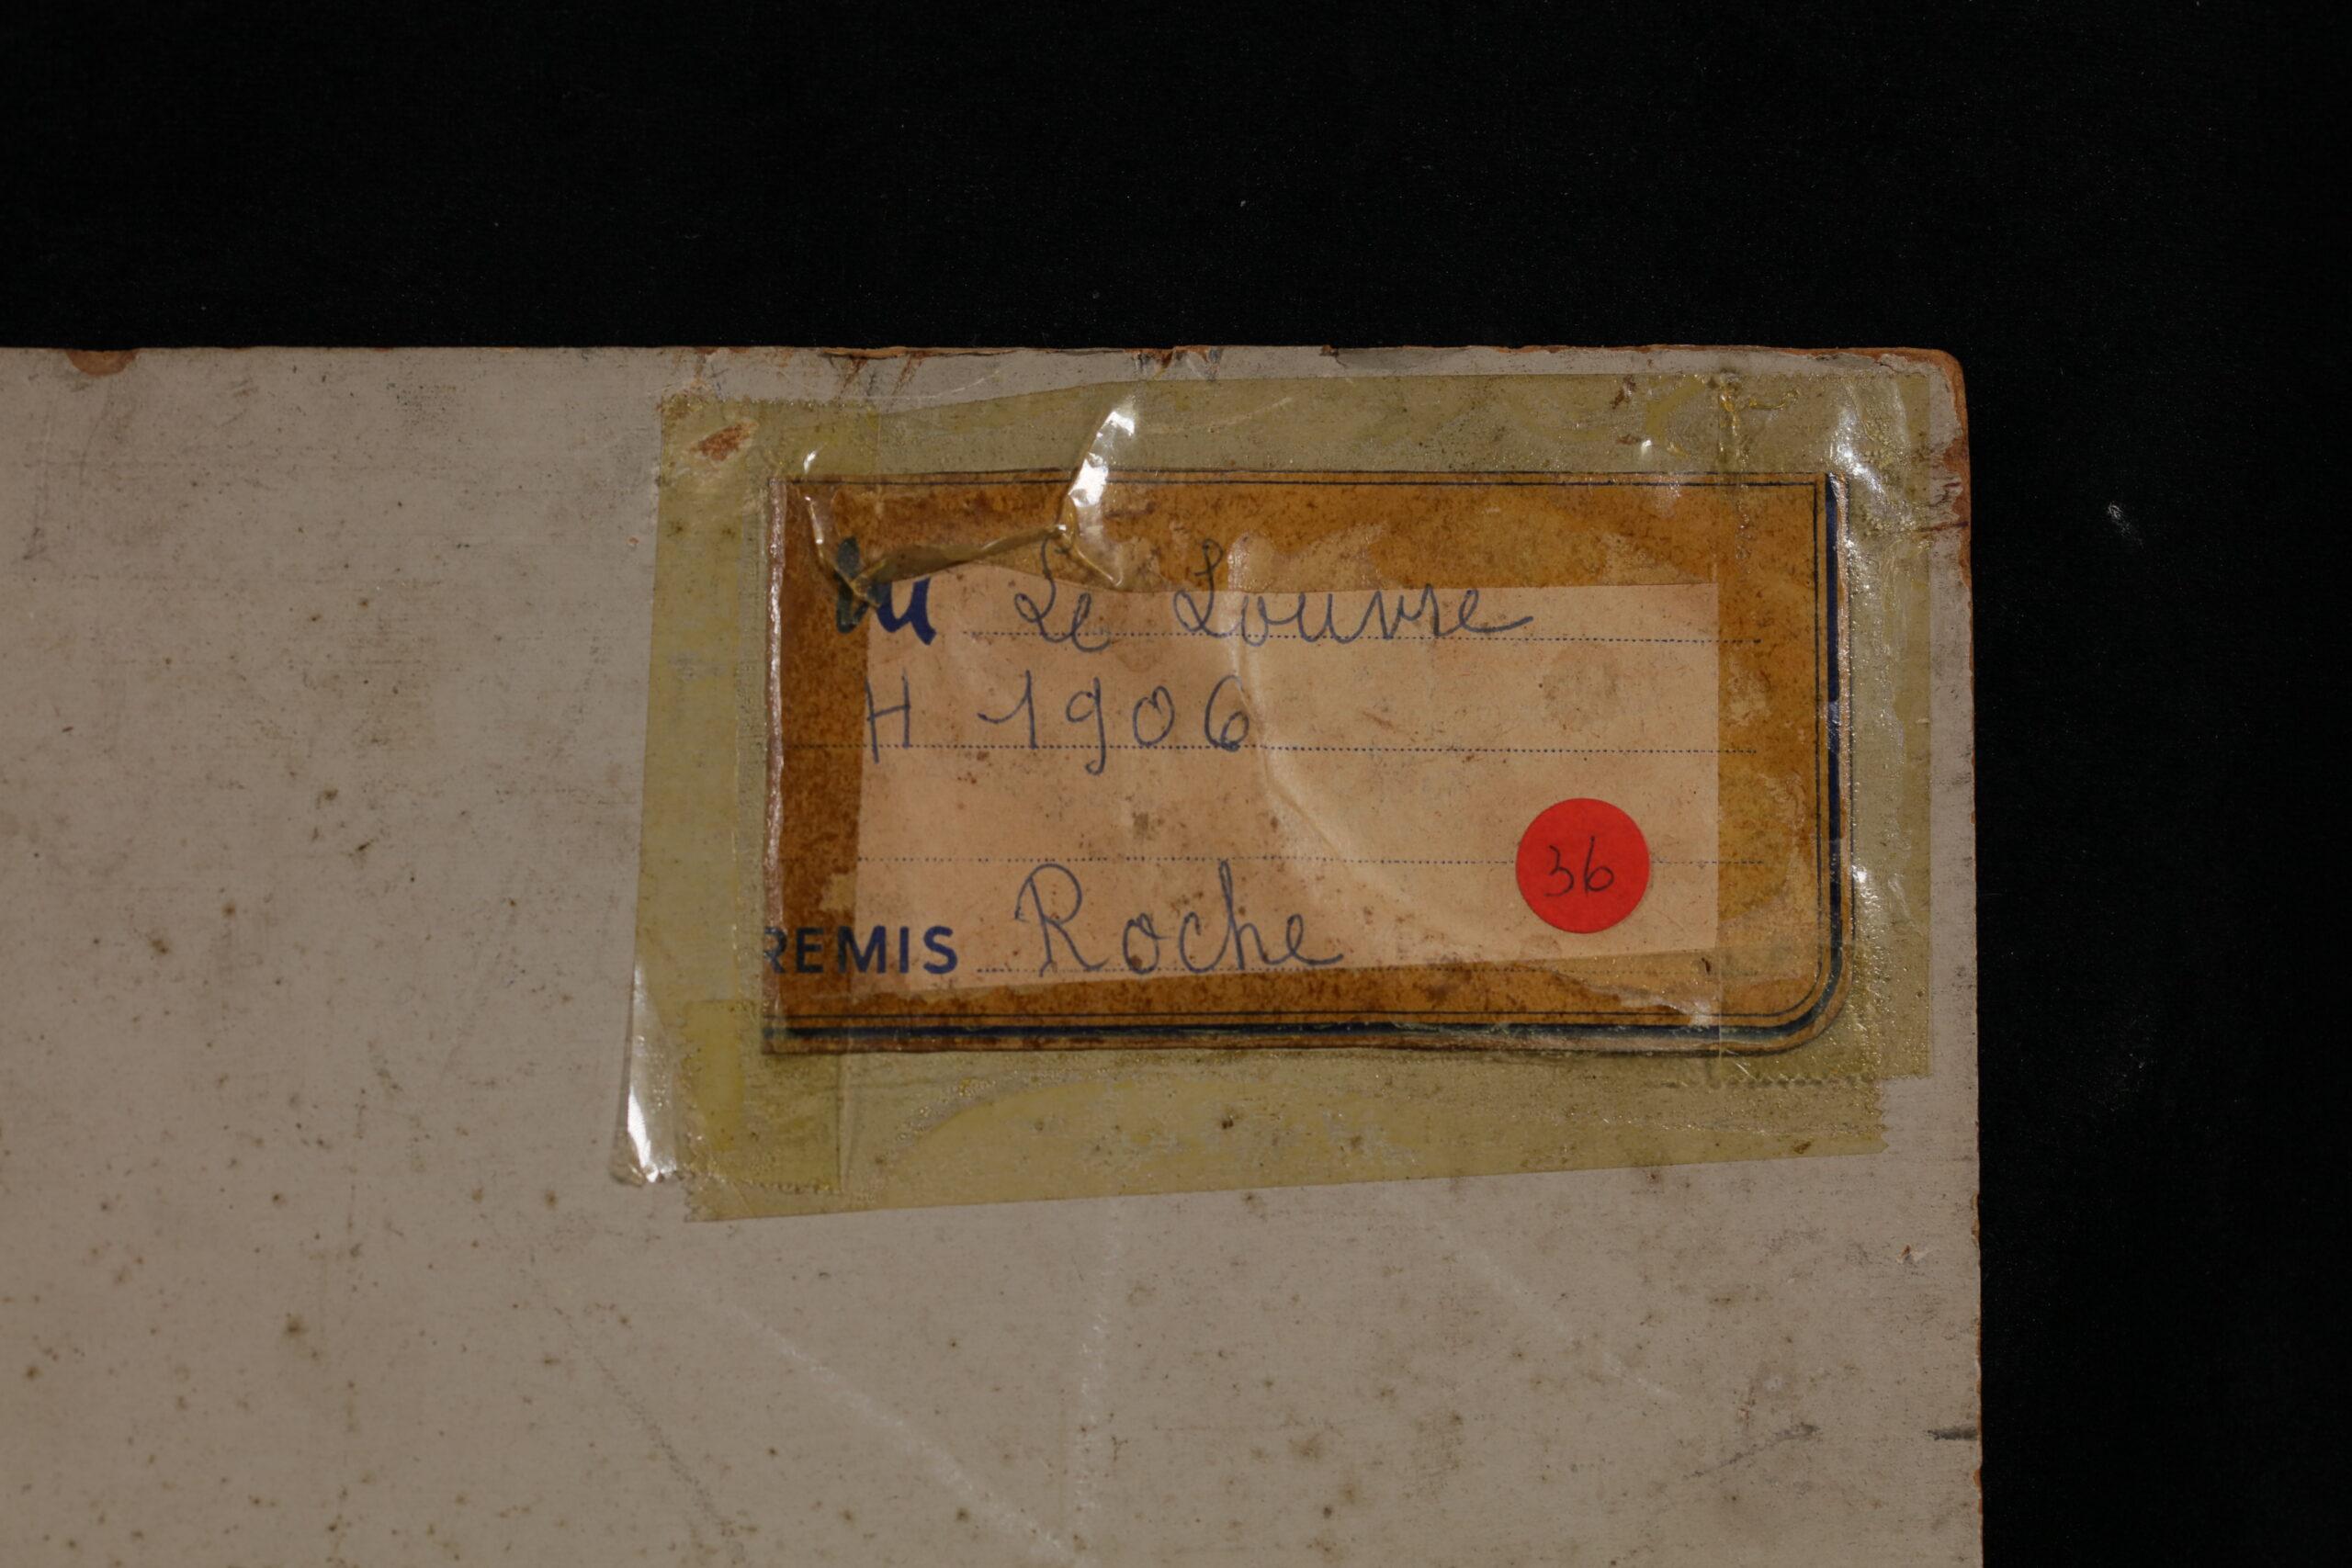 M Le Louvre
H 1906
36
REMIS Roche